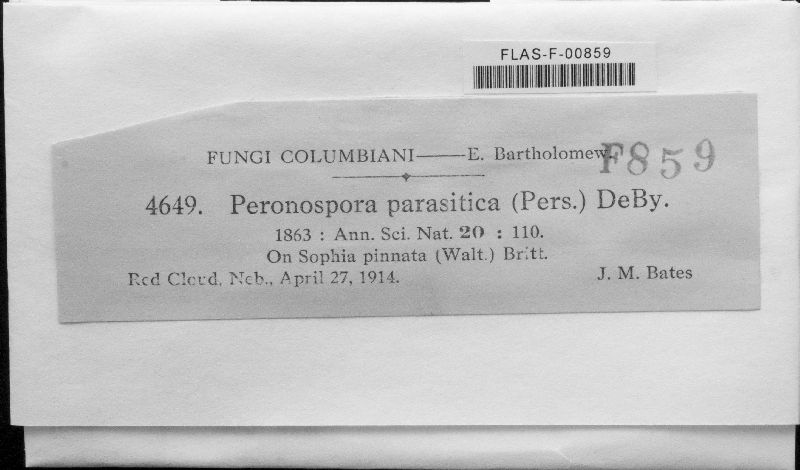 FLAS-F-00859
FUNGI COLUMBIANI——E. Bartholomew.
F859
4649. Peronospora parasitica (Pers.) DeBy.
1863 : Ann. Sci. Nat. 20 : 110.
On Sophia pinnata (Walt.) Britt.
Red Cloud, Neb., April 27, 1914. J. M. Bates